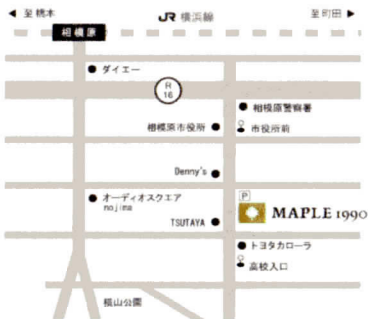 ◀ 至橋本
JR 横浜線
至町田 ▶
相模原
ダイエー
R
16
相模原警察署
相模原市役所
市役所前
Denny's
オーディオスクエア
nojima
P
MAPLE 1990
TSUTAYA
トヨタカローラ
高校入口
鹿山公園